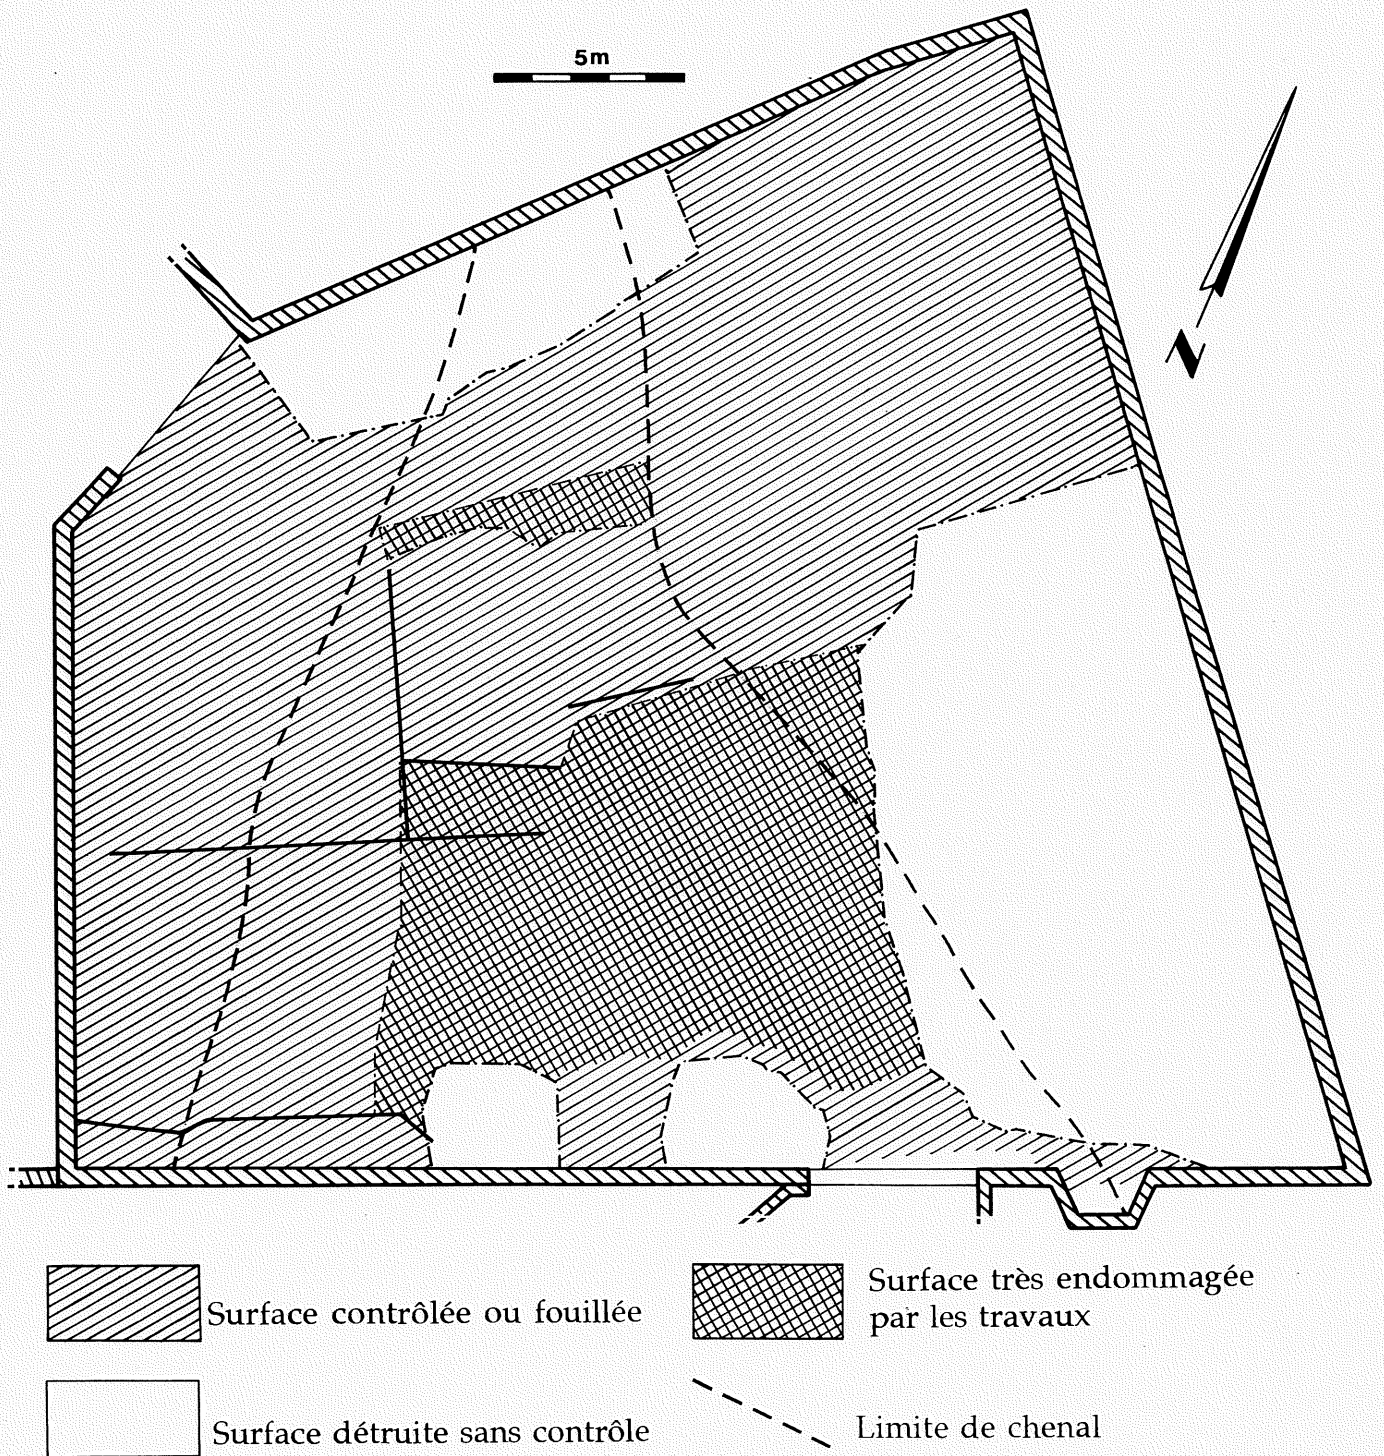 5m
N
Surface contrôlée ou fouillée
Surface très endommagée
par les travaux
Surface détruite sans contrôle
Limite de chenal